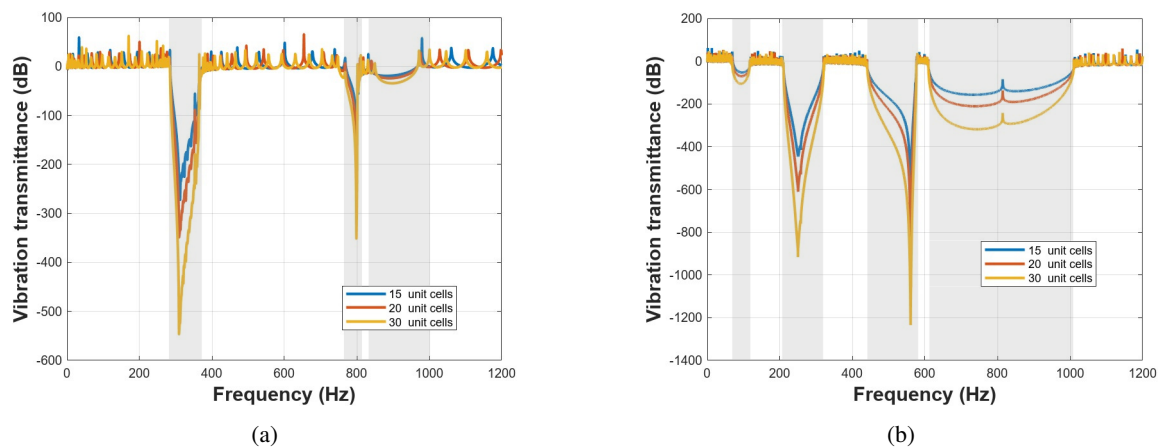 100
0
-100
-200
-300
-400
-500
-600
0 200 400 600 800 1000 1200
Vibration transmittance (dB)
Frequency (Hz)
15 unit cells
20 unit cells
30 unit cells
(a)
200
0
-200
-400
-600
-800
-1000
-1200
-1400
0 200 400 600 800 1000 1200
Vibration transmittance (dB)
Frequency (Hz)
15 unit cells
20 unit cells
30 unit cells
(b)